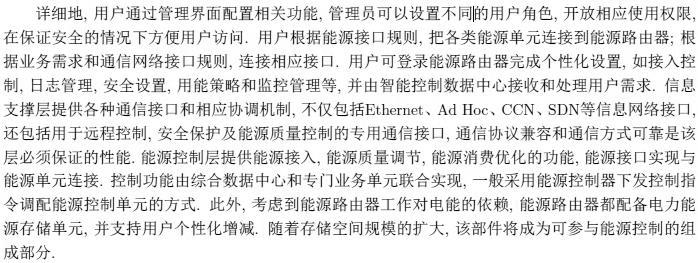 详细地, 用户通过管理界面配置相关功能, 管理员可以设置不同的用户角色, 开放相应使用权限,
在保证安全的情况下方便用户访问. 用户根据能源接口规则, 把各类能源单元连接到能源路由器; 根
据业务需求和通信网络接口规则, 连接相应接口. 用户可登录能源路由器完成个性化设置, 如接入控
制, 日志管理, 安全设置, 用能策略和监控管理等, 并由智能控制数据中心接收和处理用户需求. 信息
支撑层提供各种通信接口和相应协调机制, 不仅包括Ethernet、Ad Hoc、CCN、SDN等信息网络接口,
还包括用于远程控制, 安全保护及能源质量控制的专用通信接口, 通信协议兼容和通信方式可靠是该
层必须保证的性能. 能源控制层提供能源接入, 能源质量调节, 能源消费优化的功能, 能源接口实现与
能源单元连接. 控制功能由综合数据中心和专门业务单元联合实现, 一般采用能源控制器下发控制指
令调配能源控制单元的方式. 此外, 考虑到能源路由器工作对电能的依赖, 能源路由器都配备电力能
源存储单元, 并支持用户个性化增减. 随着存储空间规模的扩大, 该部件将成为可参与能源控制的组
成部分.